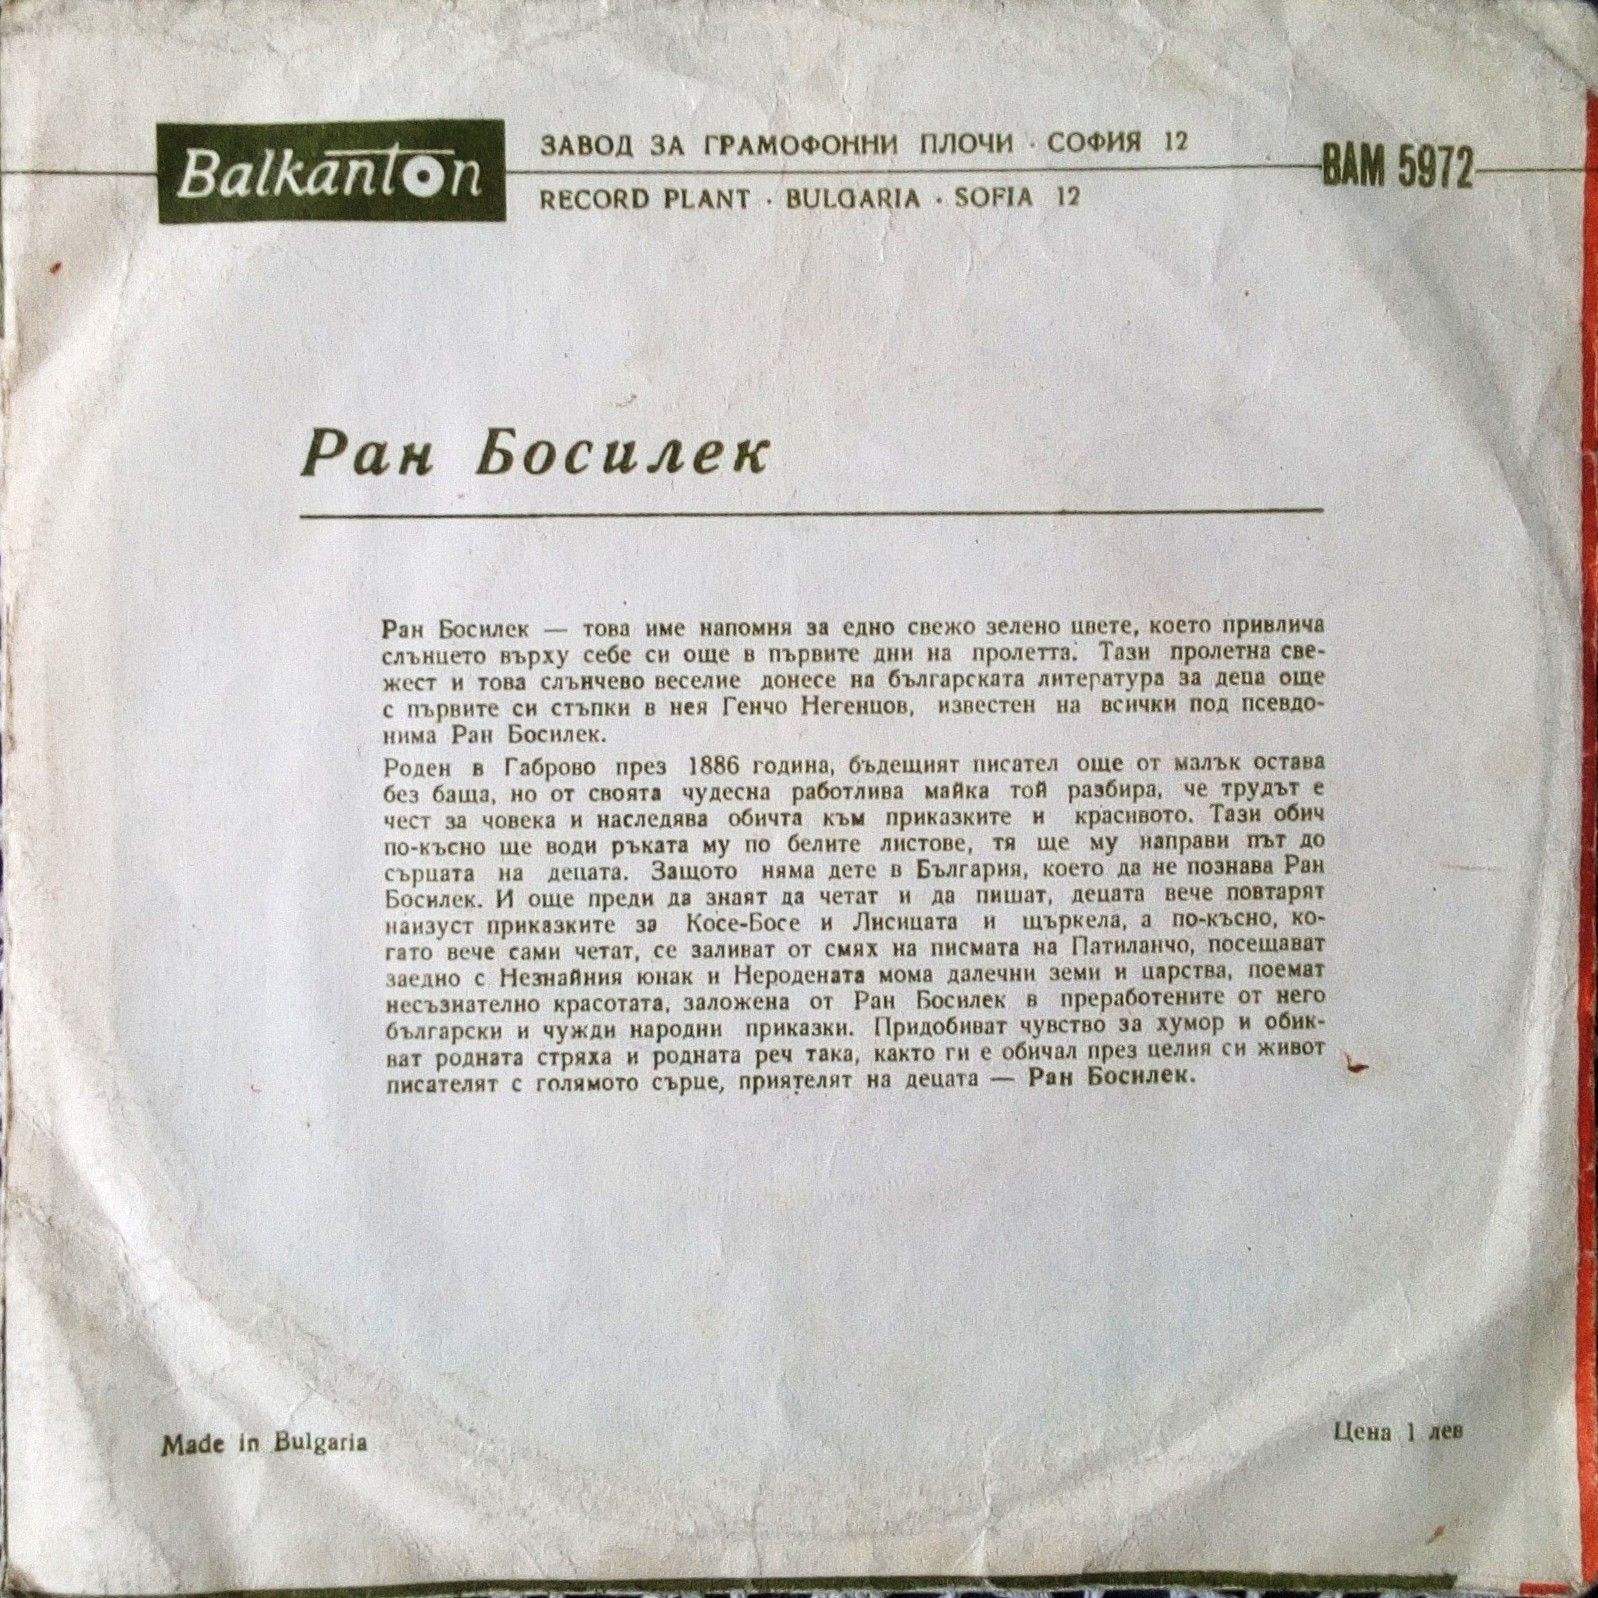 Balkanton
ЗАВОД ЗА ГРАМОФОННИ ПЛОЧИ · СОФИЯ 12
RECORD PLANT · BULGARIA · SOFIA 12
ВАМ 5972
Ран Босилек
Ран Босилек — това име напомня за едно свежо зелено цвете, което привлича
слънцето върху себе си още в първите дни на пролетта. Тази пролетна све-
жест и това слънчево веселие донесе на българската литература за деца още
с първите си стъпки в нея Генчо Негенцов, известен на всички под псевдо-
нима Ран Босилек.
Роден в Габрово през 1886 година, бъдещият писател още от малък остава
без баща, но от своята чудесна работлива майка той разбира, че трудът е
чест за човека и наследява обичта към приказките и красивото. Тази обич
по-късно ще води ръката му по белите листове, тя ще му направи път до
сърцата на децата. Защото няма дете в България, което да не познава Ран
Босилек. И още преди да знаят да четат и да пишат, децата вече повтарят
наизуст приказките за Косе-Босе и Лисицата и щъркела, а по-късно, ко-
гато вече сами четат, се заливат от смях на писмата на Патиланчо, посещават
заедно с Незнайния юнак и Неродената мома далечни земи и царства, поемат
несъзнателно красотата, заложена от Ран Босилек в преработените от него
български и чужди народни приказки. Придобиват чувство за хумор и обик-
ват родната стряха и родната реч така, както ги е обичал през целия си живот
писателят с голямото сърце, приятелят на децата — Ран Босилек.
Made in Bulgaria
Цена 1 лев